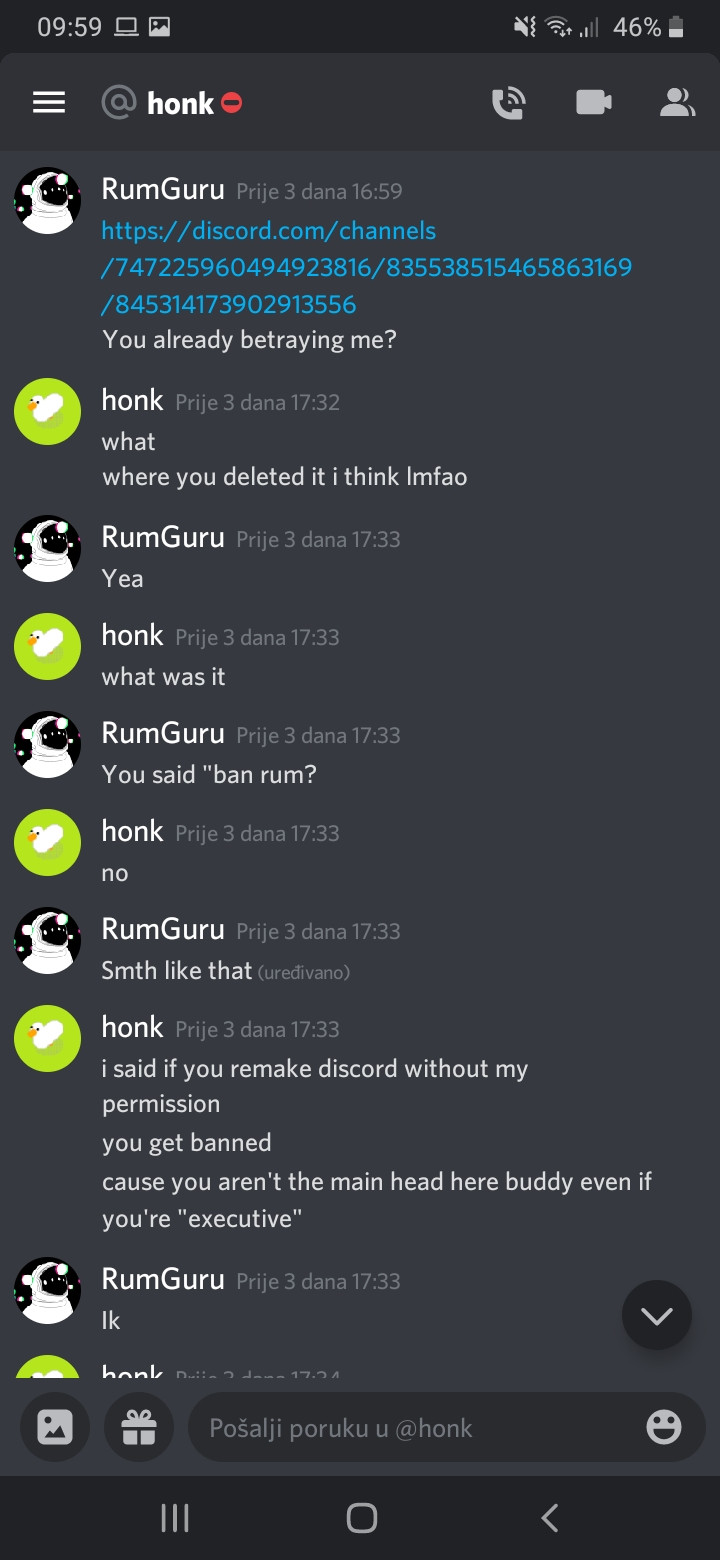 09:59 46%
@ honk
RumGuru Prije 3 dana 16:59
https://discord.com/channels
/747225960494923816/835538515465863169
/845314173902913556
You already betraying me?
honk Prije 3 dana 17:32
what
where you deleted it i think lmfao
RumGuru Prije 3 dana 17:33
Yea
honk Prije 3 dana 17:33
what was it
RumGuru Prije 3 dana 17:33
You said "ban rum?
honk Prije 3 dana 17:33
no
RumGuru Prije 3 dana 17:33
Smth like that (uređivano)
honk Prije 3 dana 17:33
i said if you remake discord without my
permission
you get banned
cause you aren't the main head here buddy even if
you're "executive"
RumGuru Prije 3 dana 17:33
Ik
honk Prije 3 dana 17:34
Pošalji poruku u @honk